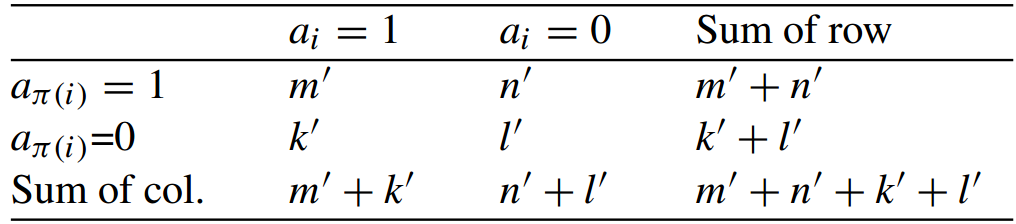 a_i = 1 a_i = 0 Sum of row
a_{π(i)} = 1 m′ n′ m′ + n′
a_{π(i)}=0 k′ l′ k′ + l′
Sum of col. m′ + k′ n′ + l′ m′ + n′ + k′ + l′